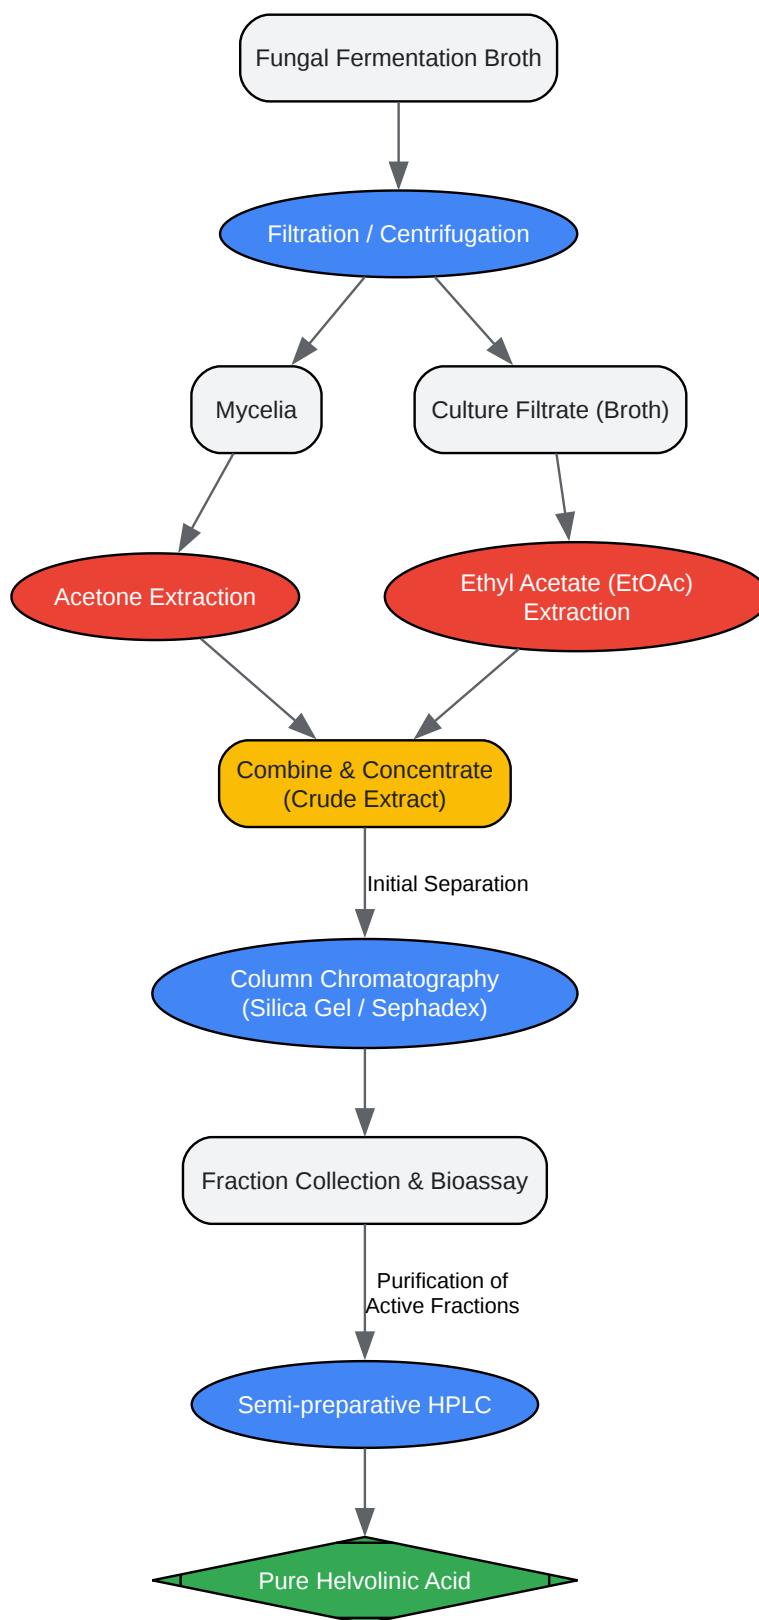 Fungal Fermentation Broth
Filtration / Centrifugation
Mycelia
Culture Filtrate (Broth)
Acetone Extraction
Ethyl Acetate (EtOAc)
Extraction
Combine & Concentrate
(Crude Extract)
Initial Separation
Column Chromatography
(Silica Gel / Sephadex)
Fraction Collection & Bioassay
Purification of
Active Fractions
Semi-preparative HPLC
Pure Helvolinic Acid